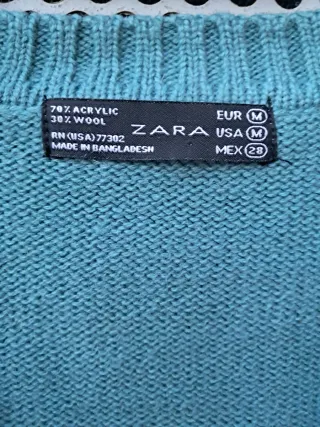 70% ACRYLIC
30% WOOL
RN(USA)77302
MADE IN BANGLADESH
ZARA
EUR M
USA M
MEX 28